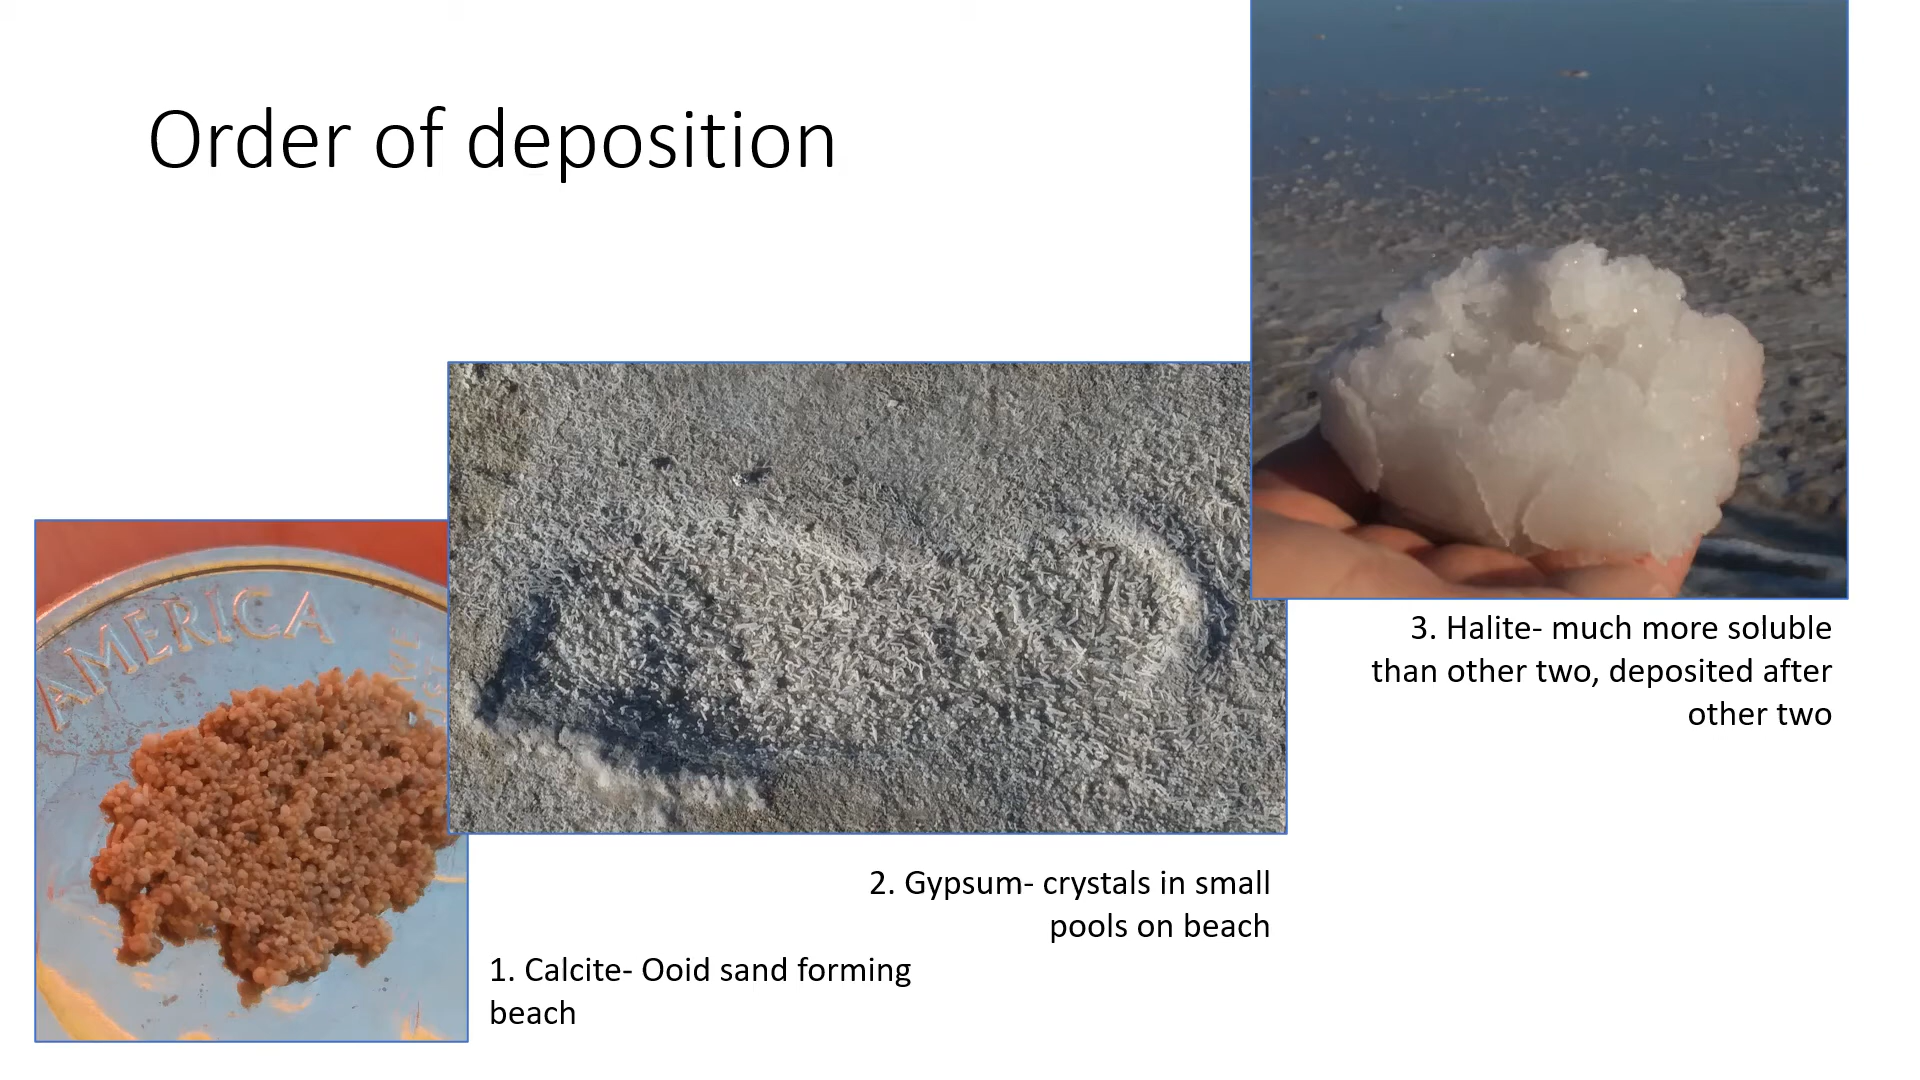 Order of deposition
AMERICA
3. Halite- much more soluble
than other two, deposited after
other two
2. Gypsum- crystals in small
pools on beach
1. Calcite- Ooid sand forming
beach